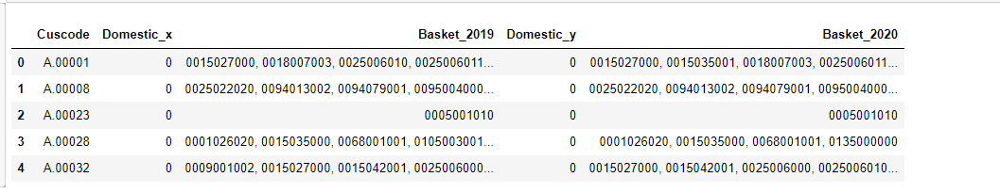 Cuscode Domestic_x Basket_2019 Domestic_y Basket_2020
0 A.00001 0 0015027000, 0018007003, 0025006010, 0025006011... 0 0015027000, 0015035001, 0018007003, 0025006011...
1 A.00008 0 0025022020, 0094013002, 0094079001, 0095004000... 0 0025022020, 0094013002, 0094079001, 0095004000...
2 A.00023 0 0005001010 0 0005001010
3 A.00028 0 0001026020, 0015035000, 0068001001, 0105003001... 0 0001026020, 0015035000, 0068001001, 0135000000
4 A.00032 0 0009001002, 0015027000, 0015042001, 0025006000... 0 0015027000, 0015042001, 0025006000, 0025006010...